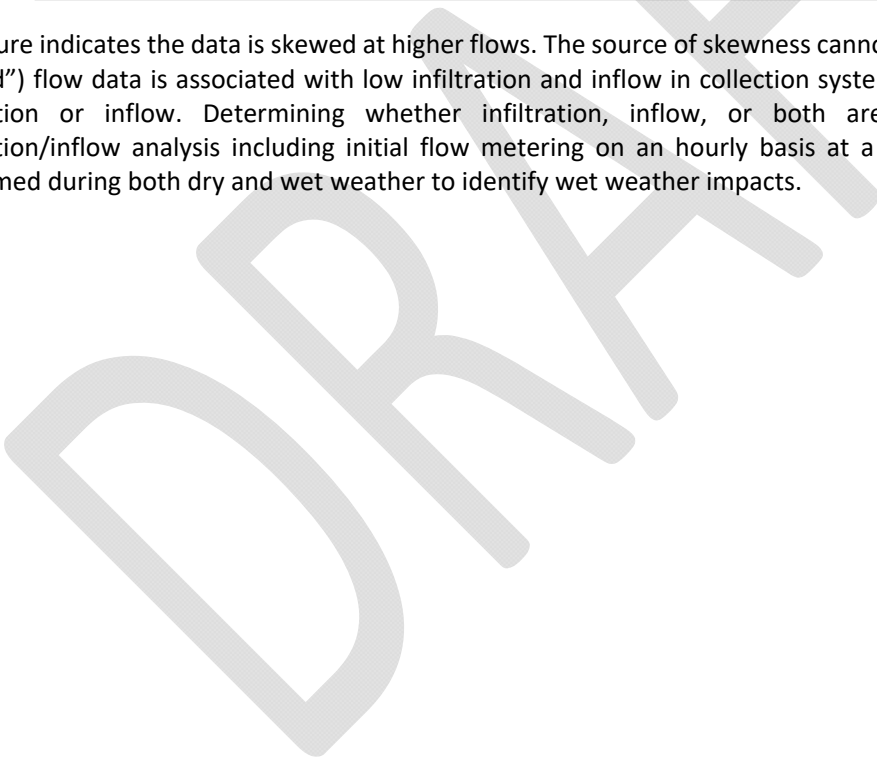 ure indicates the data is skewed at higher flows. The source of skewness canno
d”) flow data is associated with low infiltration and inflow in collection syste
tion or inflow. Determining whether infiltration, inflow, or both are
tion/inflow analysis including initial flow metering on an hourly basis at a
med during both dry and wet weather to identify wet weather impacts.
DRAF